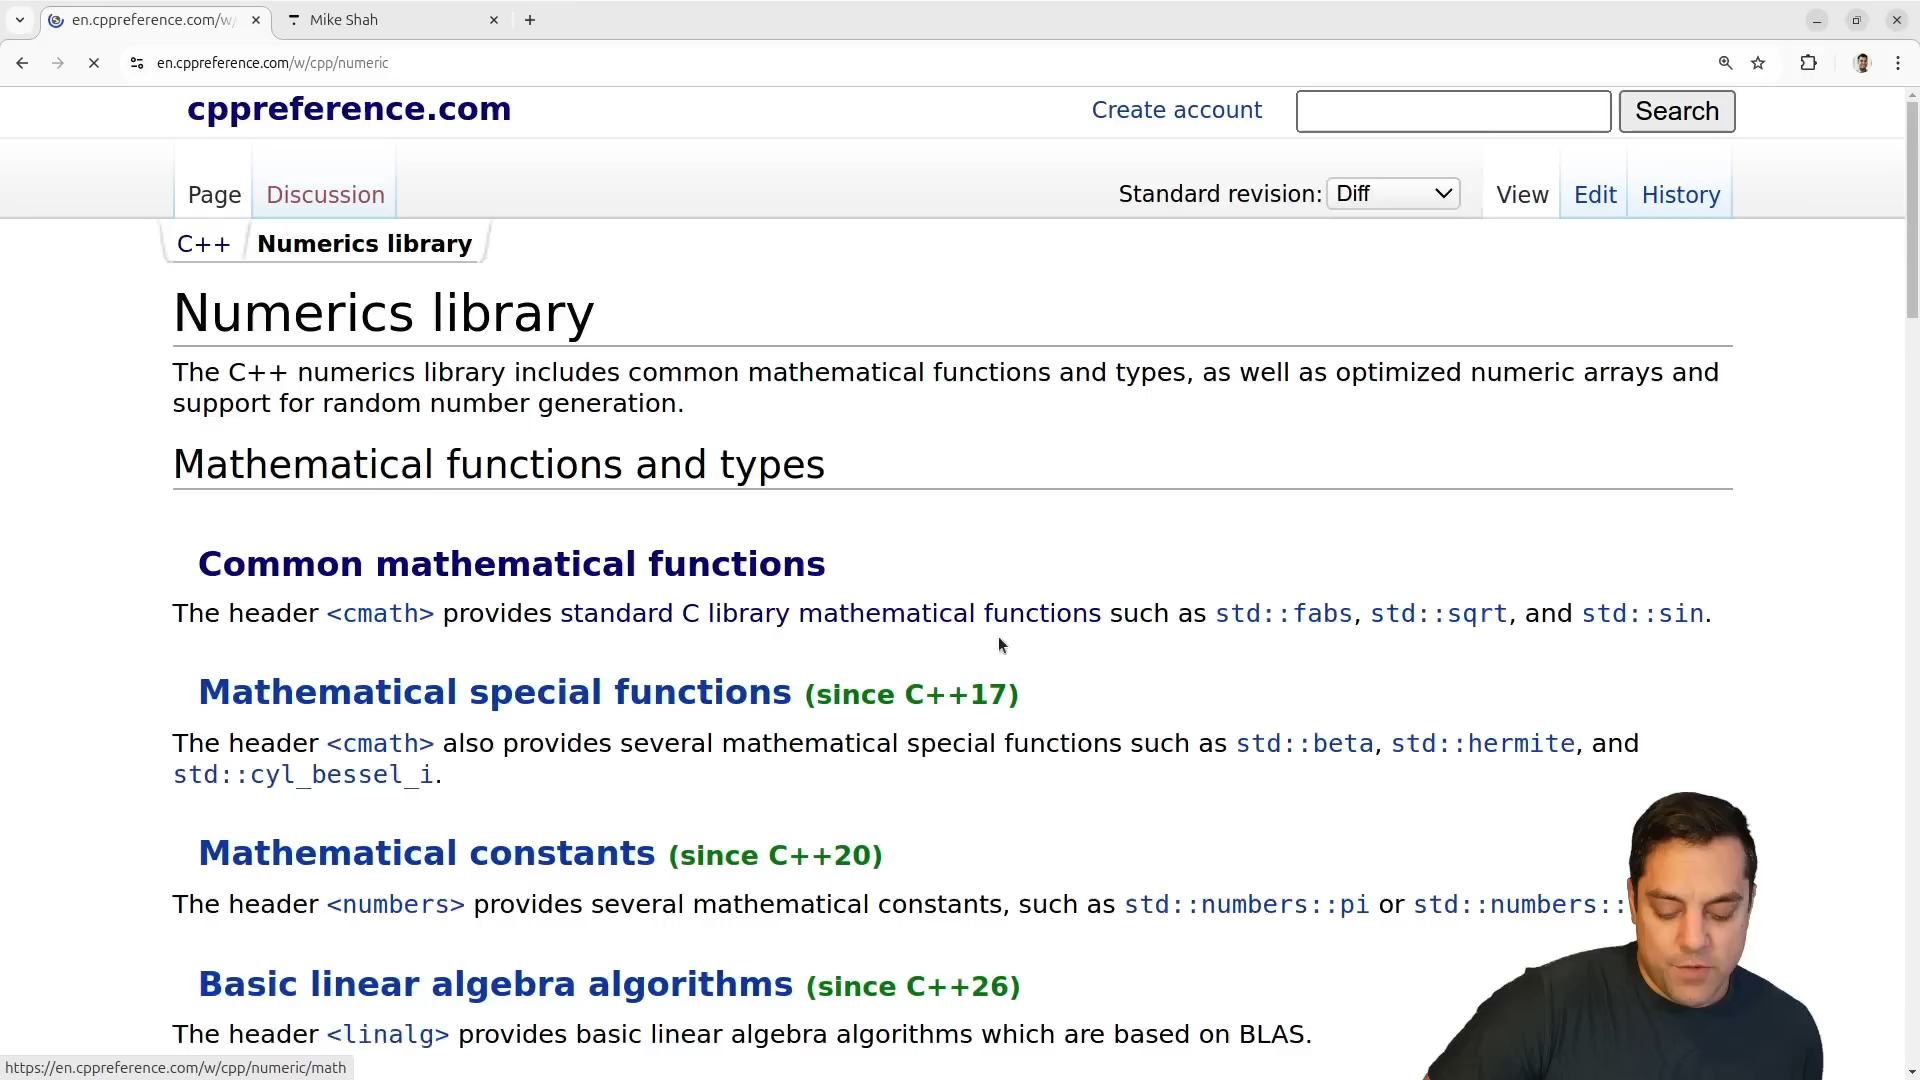 en.cppreference.com/w/
Mike Shah
en.cppreference.com/w/cpp/numeric
cppreference.com
Create account
Search
Page
Discussion
Standard revision:
Diff
View
Edit
History
C++
Numerics library
Numerics library
The C++ numerics library includes common mathematical functions and types, as well as optimized numeric arrays and
support for random number generation.
Mathematical functions and types
Common mathematical functions
The header <cmath> provides standard C library mathematical functions such as std::fabs, std::sqrt, and std::sin.
Mathematical special functions (since C++17)
The header <cmath> also provides several mathematical special functions such as std::beta, std::hermite, and
std::cyl_bessel_i.
Mathematical constants (since C++20)
The header <numbers> provides several mathematical constants, such as std::numbers::pi or std::numbers::
Basic linear algebra algorithms (since C++26)
The header <linalg> provides basic linear algebra algorithms which are based on BLAS.
https://en.cppreference.com/w/cpp/numeric/math